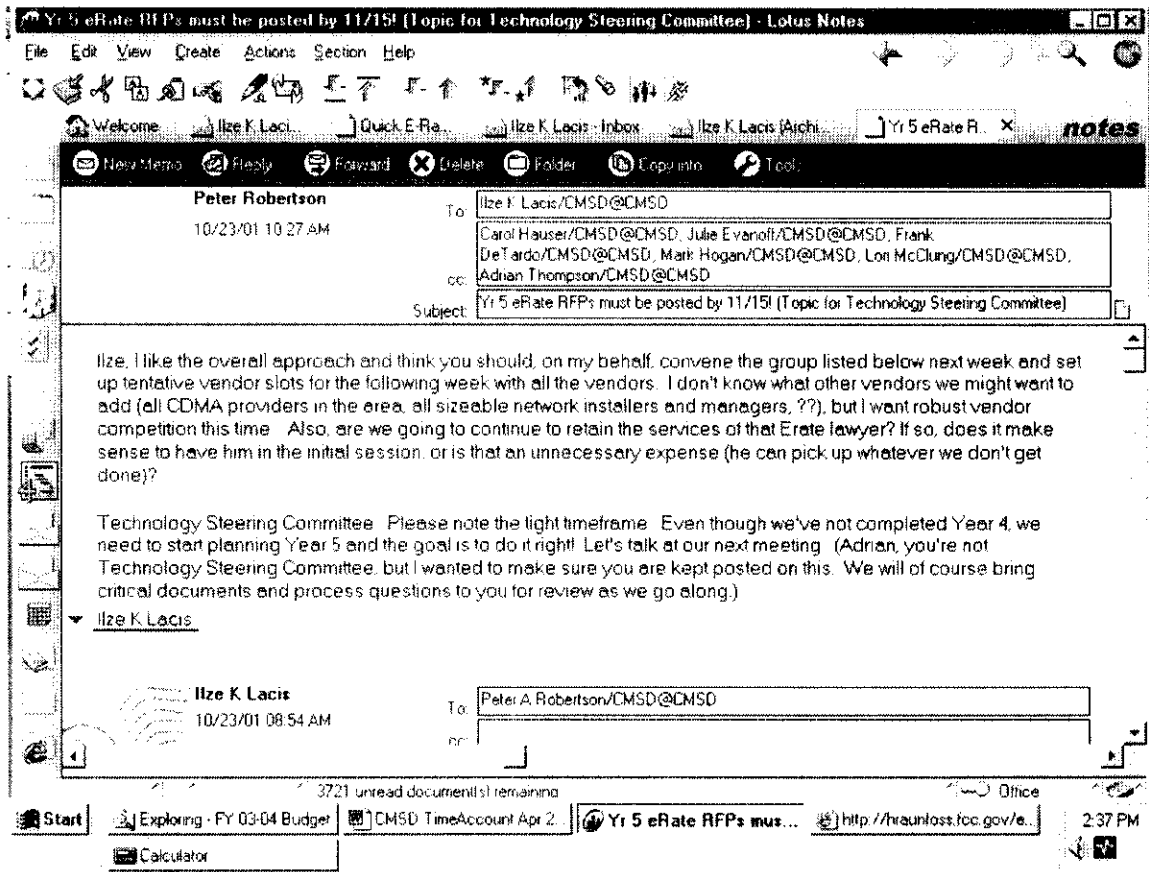 Yr 5 eRate RFPs must be posted by 11/15! (Topic for Technology Steering Committee) - Lotus Notes
File Edit View Create Actions Section Help
Welcome Ilze K Laci... Quick E-Ra... Ilze K Lacis - Inbox Ilze K Lacis (Archi... Yr 5 eRate R.. X notes
New Memo Reply Forward Delete Folder Copy into Tools
Peter Robertson
10/23/01 10:27 AM
To: Ilze K Lacis/CMSD@CMSD
Carol Hauser/CMSD@CMSD, Julie Evanoff/CMSD@CMSD, Frank
DeTardo/CMSD@CMSD, Mark Hogan/CMSD@CMSD, Lori McClung/CMSD@CMSD,
cc: Adrian Thompson/CMSD@CMSD
Subject: Yr 5 eRate RFPs must be posted by 11/15! (Topic for Technology Steering Committee)
Ilze, I like the overall approach and think you should, on my behalf, convene the group listed below next week and set
up tentative vendor slots for the following week with all the vendors. I don't know what other vendors we might want to
add (all CDMA providers in the area, all sizeable network installers and managers, ??), but I want robust vendor
competition this time. Also, are we going to continue to retain the services of that Erate lawyer? If so, does it make
sense to have him in the initial session, or is that an unnecessary expense (he can pick up whatever we don't get
done)?
Technology Steering Committee Please note the tight timeframe Even though we've not completed Year 4, we
need to start planning Year 5 and the goal is to do it right! Let's talk at our next meeting (Adrian, you're not
Technology Steering Committee, but I wanted to make sure you are kept posted on this. We will of course bring
critical documents and process questions to you for review as we go along.)
Ilze K Lacis
Ilze K Lacis
10/23/01 08:54 AM
To: Peter A Robertson/CMSD@CMSD
cc:
3721 unread document(s) remaining Office
Start Exploring - FY 03-04 Budget CMSD TimeAccount Apr 2... Yr 5 eRate RFPs mus... http://hraunfoss.fcc.gov/e... 2:37 PM
Calculator